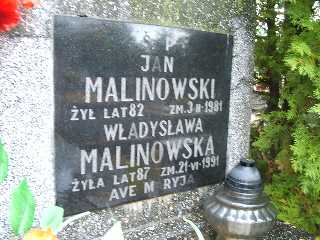 Ś P
JAN
MALINOWSKI
ŻYŁ LAT 82 ZM. 3-II-1981
WŁADYSŁAWA
MALINOWSKA
ŻYŁA LAT 87 ZM. 21-VI-1991
AVE MARYJA